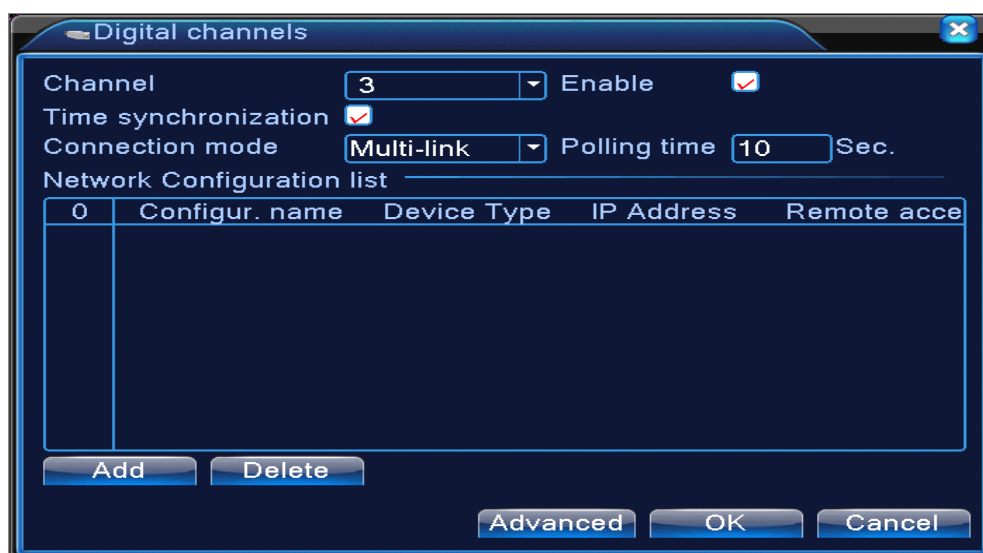 Digital channels
Channel 3 Enable
Time synchronization
Connection mode Multi-link Polling time 10 Sec.
Network Configuration list
0 Configur. name Device Type IP Address Remote acce
Add Delete
Advanced OK Cancel